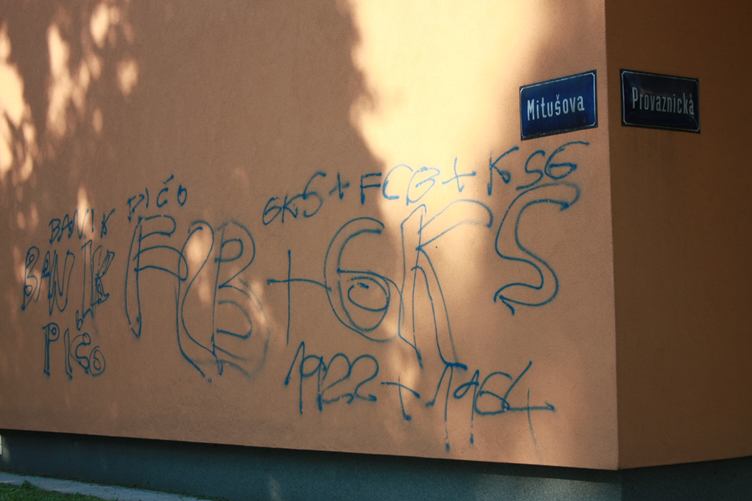 Mitušova
Provaznická
GKS + FCB + KSG
BANIK PIČO
BANIK PIČO
FCB + GKS
1922 + 1964